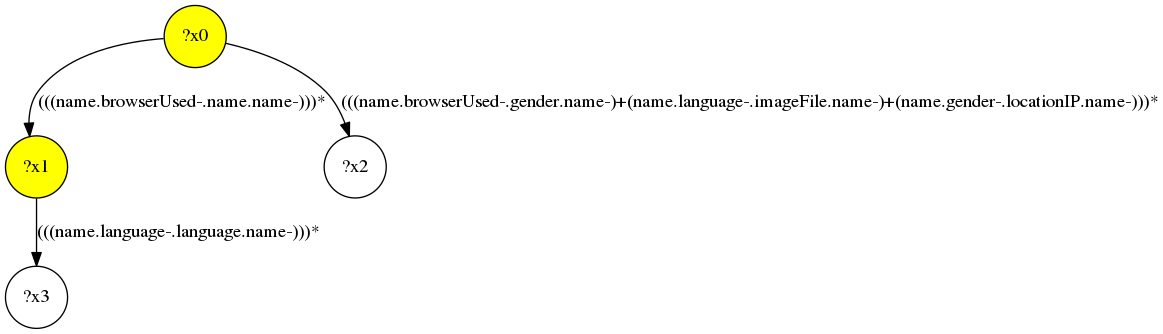 ?x0
(((name.browserUsed-.name.name-)))*
(((name.browserUsed-.gender.name-)+(name.language-.imageFile.name-)+(name.gender-.locationIP.name-)))*
?x1
?x2
(((name.language-.language.name-)))*
?x3